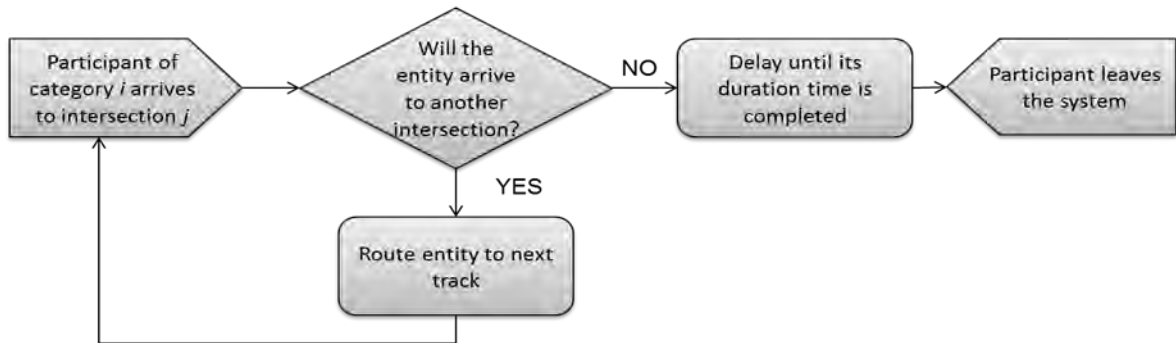 Participant of
category i arrives
to intersection j
Will the
entity arrive
to another
intersection?
NO
Delay until its
duration time is
completed
Participant leaves
the system
YES
Route entity to next
track